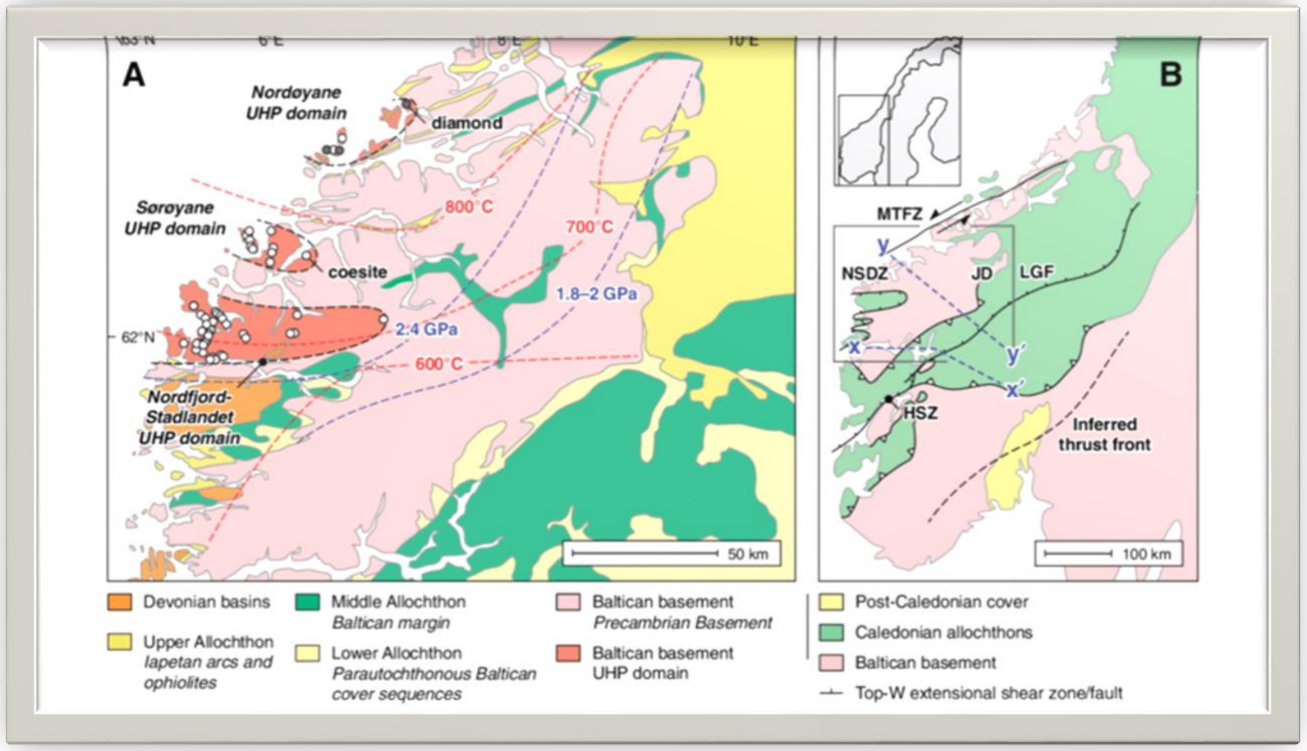 63°N
6°E
8°E
10°E
A
Nordøyane
UHP domain
diamond
Sørøyane
UHP domain
800°C
700°C
coesite
1.8–2 GPa
62°N
2.4 GPa
600°C
Nordfjord-
Stadlandet
UHP domain
50 km
B
MTFZ
y
NSDZ
JD
LGF
x
y'
x'
HSZ
Inferred
thrust front
100 km
Devonian basins
Upper Allochthon
Iapetan arcs and
ophiolites
Middle Allochthon
Baltican margin
Lower Allochthon
Parautochthonous Baltican
cover sequences
Baltican basement
Precambrian Basement
Baltican basement
UHP domain
Post-Caledonian cover
Caledonian allochthons
Baltican basement
Top-W extensional shear zone/fault